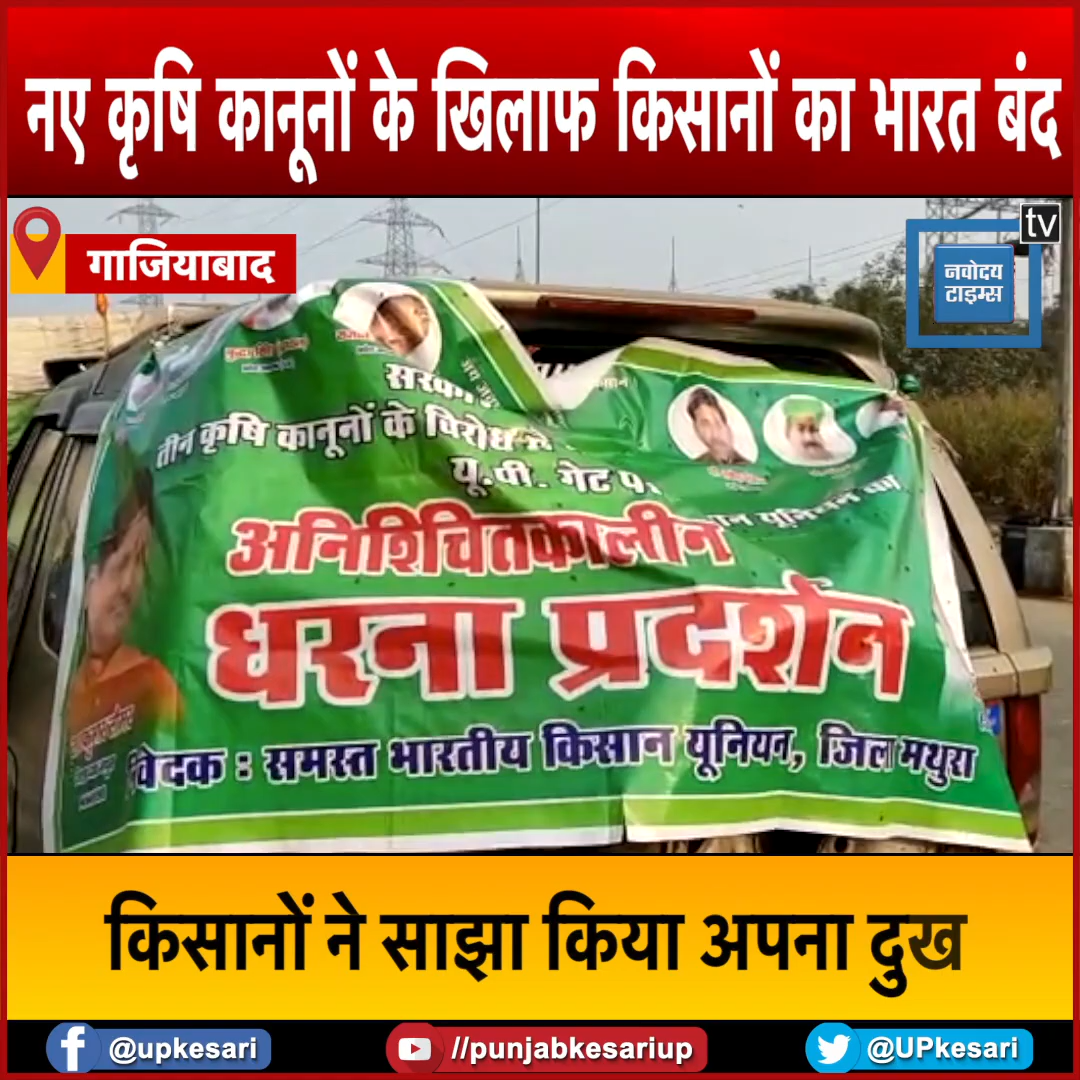 नए कृषि कानूनों के खिलाफ किसानों का भारत बंद
गाजियाबाद
tv
नवोदय
टाइम्स
तीन कृषि कानूनों के विरोध
यू.पी. गेट
यूनियन
अनिश्चितकालीन
धरना प्रदर्शन
: समस्त भारतीय किसान यूनियन, जिला मथुरा
किसानों ने साझा किया अपना दुख
@upkesari
//punjabkesariup
@UPkesari